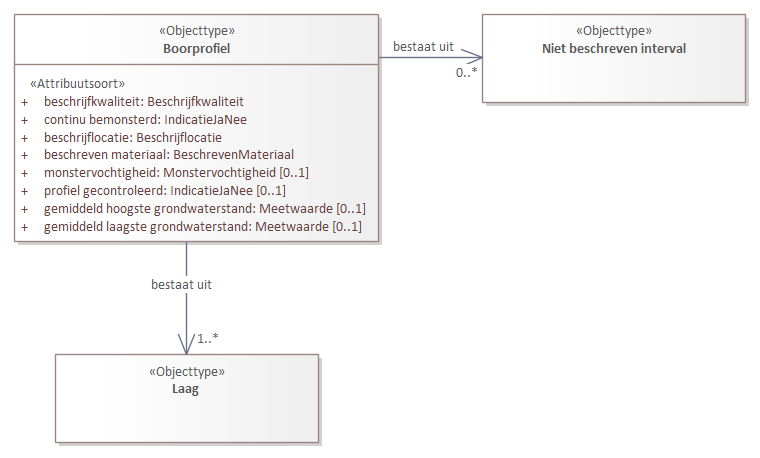 «Objecttype»
Boorprofiel
«Attribuutsoort»
+ beschrijfkwaliteit: Beschrijfkwaliteit
+ continu bemonsterd: IndicatieJaNee
+ beschrijflocatie: Beschrijflocatie
+ beschreven materiaal: BeschrevenMateriaal
+ monstervochtigheid: Monstervochtigheid [0..1]
+ profiel gecontroleerd: IndicatieJaNee [0..1]
+ gemiddeld hoogste grondwaterstand: Meetwaarde [0..1]
+ gemiddeld laagste grondwaterstand: Meetwaarde [0..1]
bestaat uit
0..*
«Objecttype»
Niet beschreven interval
bestaat uit
1..*
«Objecttype»
Laag